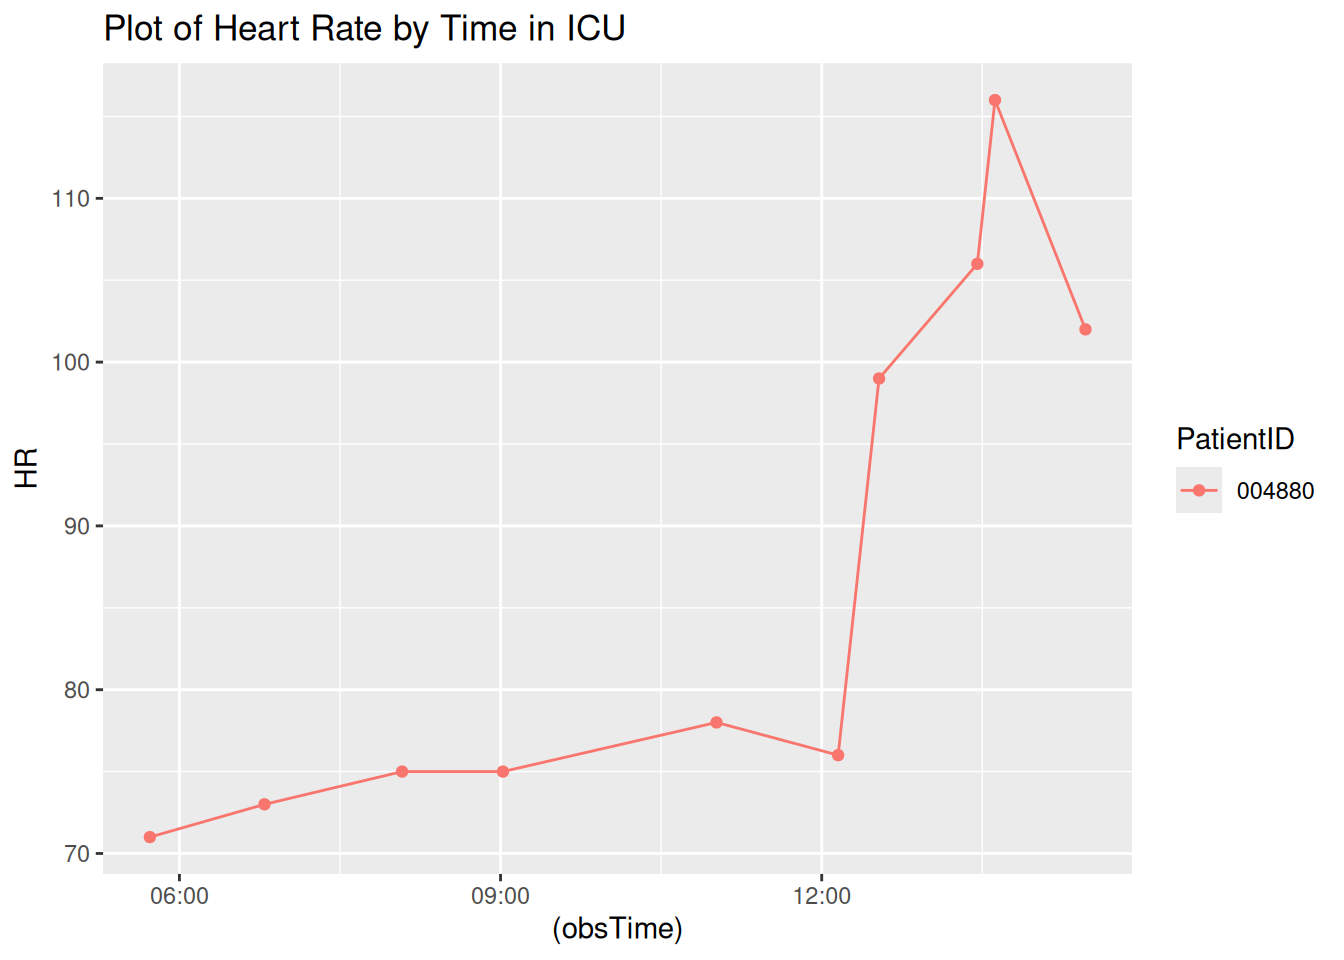 Plot of Heart Rate by Time in ICU
110
100
90
80
70
HR
06:00 09:00 12:00
(obsTime)
PatientID
004880